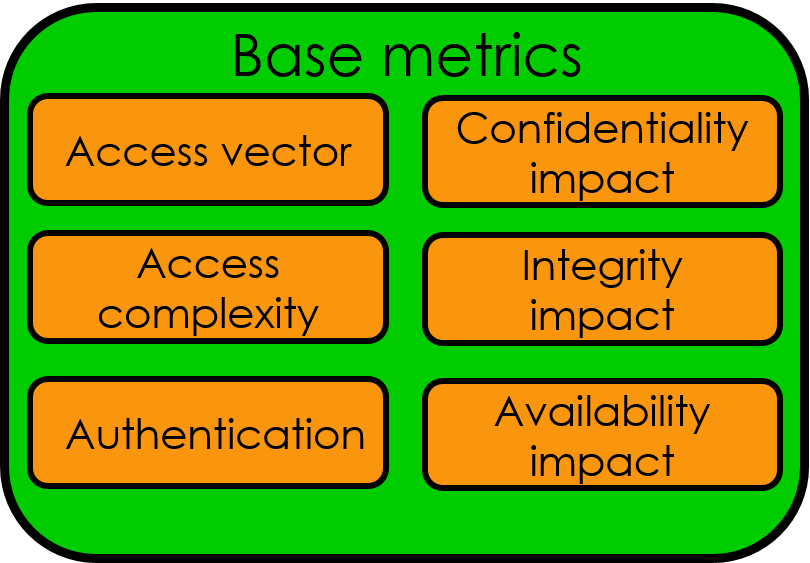 Base metrics
Access vector
Confidentiality
impact
Access
complexity
Integrity
impact
Authentication
Availability
impact